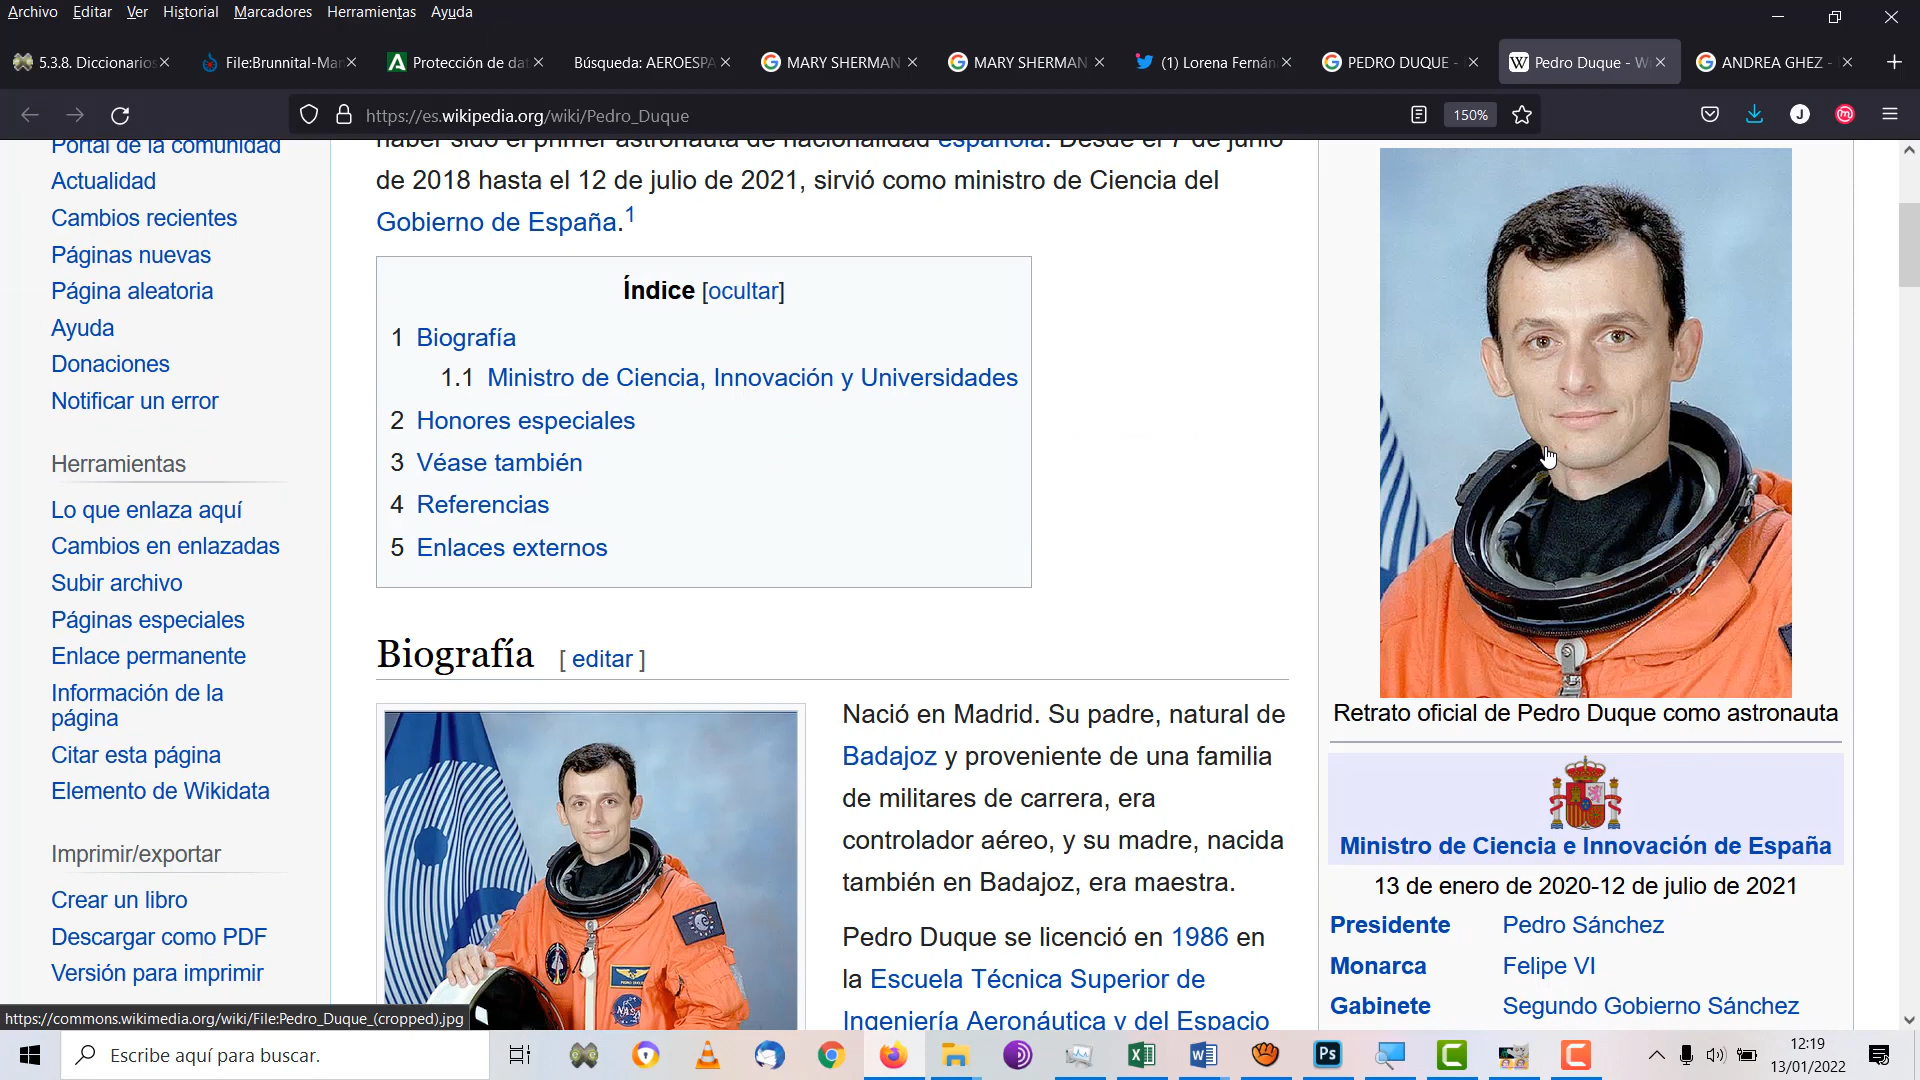 Archivo Editar Ver Historial Marcadores Herramientas Ayuda
5.3.8. Diccionarios
File:Brunnital-Mar
Protección de dat
Búsqueda: AEROESPA
MARY SHERMAN
MARY SHERMAN
(1) Lorena Fernán
PEDRO DUQUE -
Pedro Duque - W
ANDREA GHEZ -
https://es.wikipedia.org/wiki/Pedro_Duque
150%
Portal de la comunidad
Actualidad
Cambios recientes
Páginas nuevas
Página aleatoria
Ayuda
Donaciones
Notificar un error
Herramientas
Lo que enlaza aquí
Cambios en enlazadas
Subir archivo
Páginas especiales
Enlace permanente
Información de la
página
Citar esta página
Elemento de Wikidata
Imprimir/exportar
Crear un libro
Descargar como PDF
Versión para imprimir
haber sido el primer astronauta de nacionalidad española. Desde el 7 de junio
de 2018 hasta el 12 de julio de 2021, sirvió como ministro de Ciencia del
Gobierno de España.1
Índice [ocultar]
1 Biografía
1.1 Ministro de Ciencia, Innovación y Universidades
2 Honores especiales
3 Véase también
4 Referencias
5 Enlaces externos
Biografía [ editar ]
NASA
Nació en Madrid. Su padre, natural de
Badajoz y proveniente de una familia
de militares de carrera, era
controlador aéreo, y su madre, nacida
también en Badajoz, era maestra.
Pedro Duque se licenció en 1986 en
la Escuela Técnica Superior de
Ingeniería Aeronáutica y del Espacio
Retrato oficial de Pedro Duque como astronauta
Ministro de Ciencia e Innovación de España
13 de enero de 2020-12 de julio de 2021
Presidente Pedro Sánchez
Monarca Felipe VI
Gabinete Segundo Gobierno Sánchez
https://commons.wikimedia.org/wiki/File:Pedro_Duque_(cropped).jpg
Escribe aquí para buscar.
Ps
12:19
13/01/2022